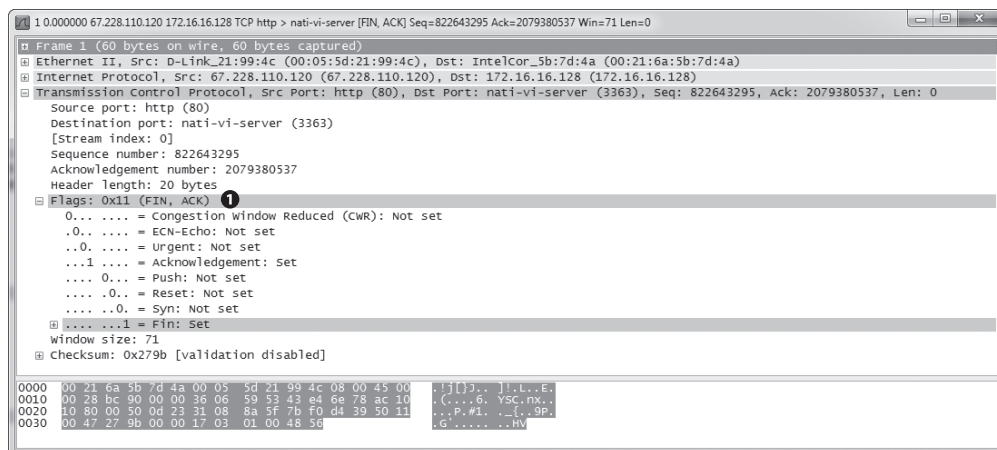 1 0.000000 67.228.110.120 172.16.16.128 TCP http > nati-vi-server [FIN, ACK] Seq=822643295 Ack=2079380537 Win=71 Len=0
Frame 1 (60 bytes on wire, 60 bytes captured)
Ethernet II, Src: D-Link_21:99:4c (00:05:5d:21:99:4c), Dst: IntelCor_5b:7d:4a (00:21:6a:5b:7d:4a)
Internet Protocol, Src: 67.228.110.120 (67.228.110.120), Dst: 172.16.16.128 (172.16.16.128)
Transmission Control Protocol, Src Port: http (80), Dst Port: nati-vi-server (3363), Seq: 822643295, Ack: 2079380537, Len: 0
Source port: http (80)
Destination port: nati-vi-server (3363)
[Stream index: 0]
Sequence number: 822643295
Acknowledgement number: 2079380537
Header length: 20 bytes
Flags: 0x11 (FIN, ACK) 1
0... .... = Congestion Window Reduced (CWR): Not set
.0.. .... = ECN-Echo: Not set
..0. .... = Urgent: Not set
...1 .... = Acknowledgement: Set
.... 0... = Push: Not set
.... .0.. = Reset: Not set
.... ..0. = Syn: Not set
.... ...1 = Fin: Set
Window size: 71
Checksum: 0x279b [validation disabled]
0000 00 21 6a 5b 7d 4a 00 05 5d 21 99 4c 08 00 45 00 .!j[}J.. ]!.L..E.
0010 00 28 bc 90 00 00 36 06 59 53 43 e4 6e 78 ac 10 .(....6. YSC.nx..
0020 10 80 00 50 0d 23 31 08 8a 5f 7b f0 d4 39 50 11 ...P.#1. ._{..9P.
0030 00 47 27 9b 00 00 17 03 01 00 48 56 .G'..... ..HV